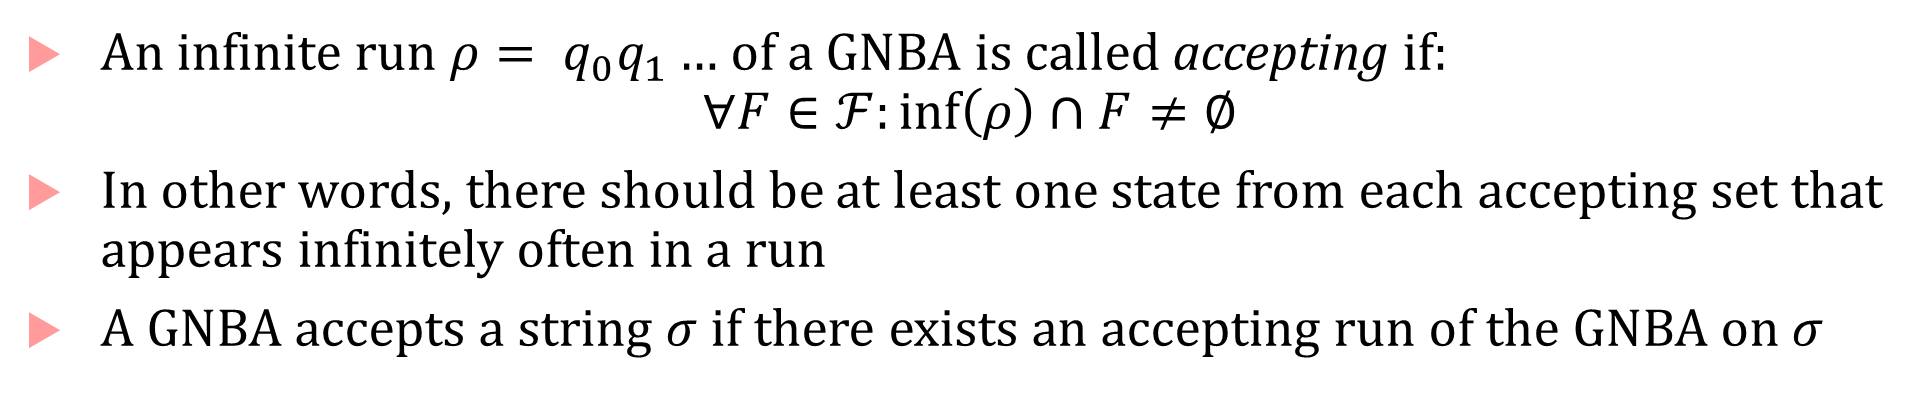 An infinite run ρ = q₀q₁ … of a GNBA is called accepting if:
∀F ∈ ℱ: inf(ρ) ∩ F ≠ ∅
In other words, there should be at least one state from each accepting set that
appears infinitely often in a run
A GNBA accepts a string σ if there exists an accepting run of the GNBA on σ